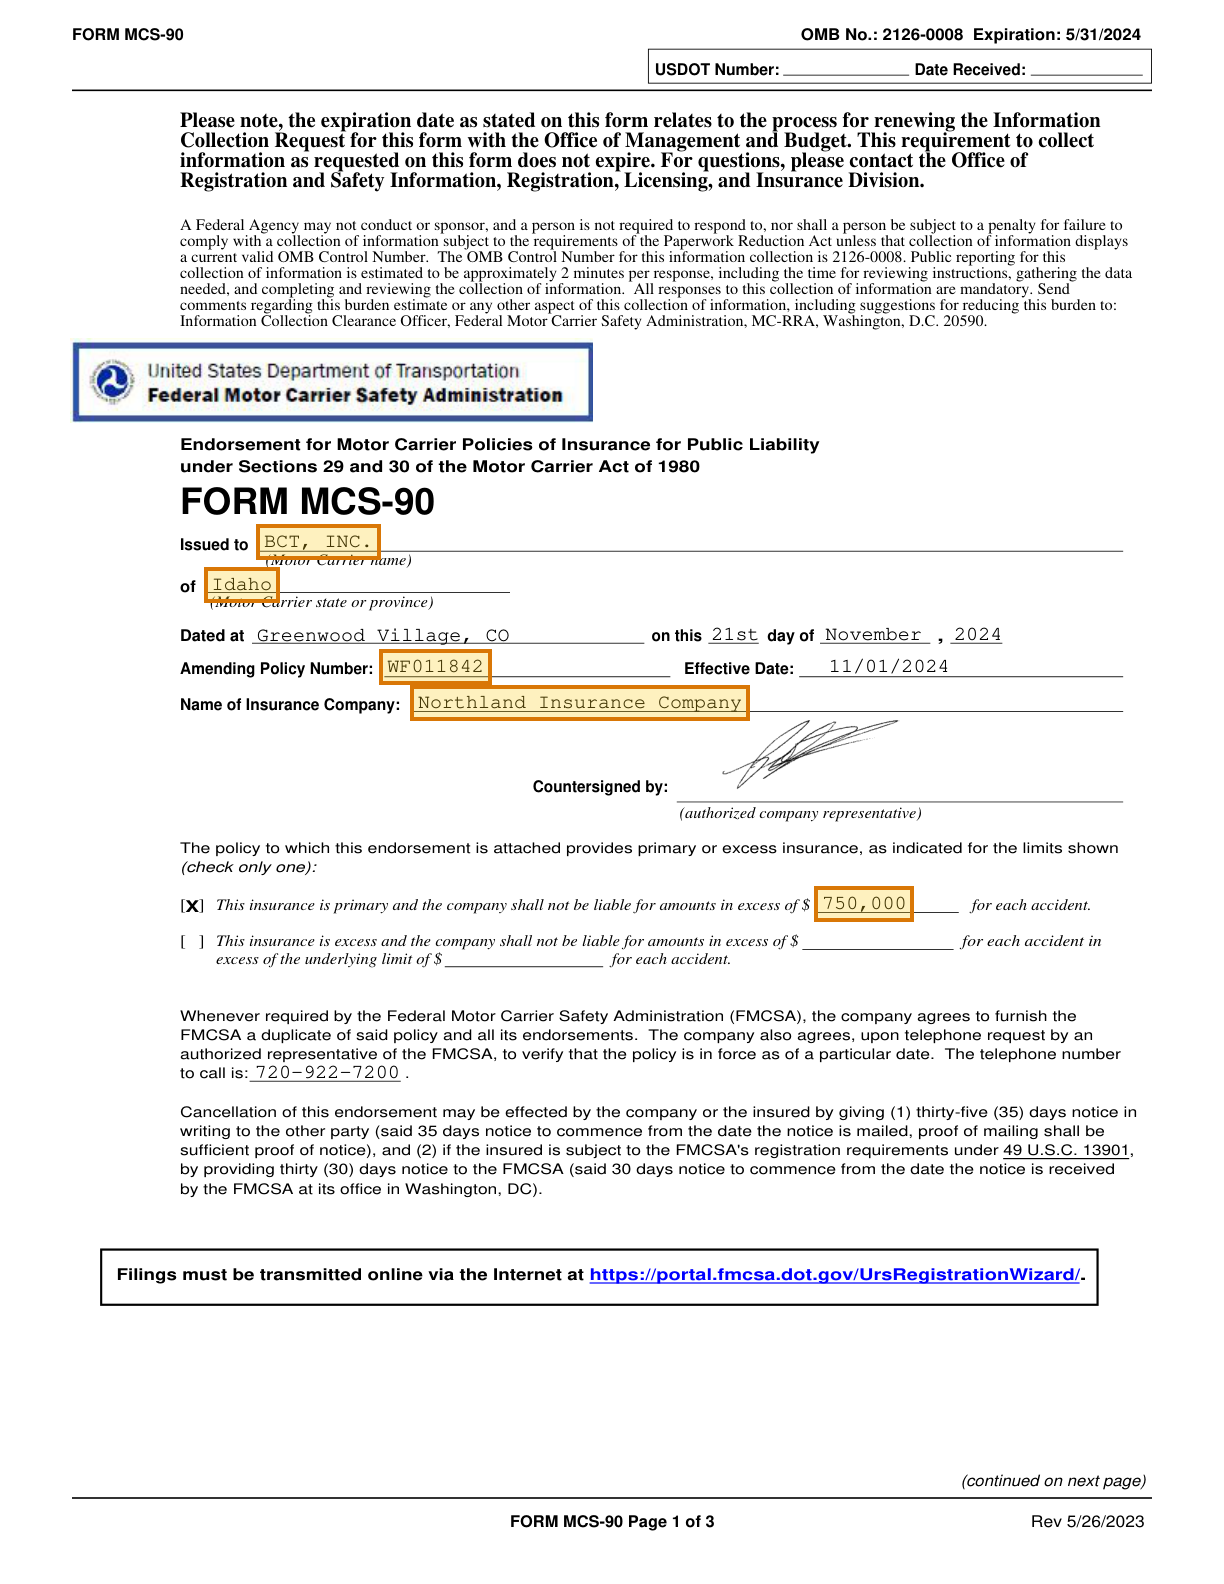 FORM MCS-90
OMB No.: 2126-0008 Expiration: 5/31/2024
USDOT Number: ____________ Date Received: ____________
Please note, the expiration date as stated on this form relates to the process for renewing the Information
Collection Request for this form with the Office of Management and Budget. This requirement to collect
information as requested on this form does not expire. For questions, please contact the Office of
Registration and Safety Information, Registration, Licensing, and Insurance Division.
A Federal Agency may not conduct or sponsor, and a person is not required to respond to, nor shall a person be subject to a penalty for failure to
comply with a collection of information subject to the requirements of the Paperwork Reduction Act unless that collection of information displays
a current valid OMB Control Number. The OMB Control Number for this information collection is 2126-0008. Public reporting for this
collection of information is estimated to be approximately 2 minutes per response, including the time for reviewing instructions, gathering the data
needed, and completing and reviewing the collection of information. All responses to this collection of information are mandatory. Send
comments regarding this burden estimate or any other aspect of this collection of information, including suggestions for reducing this burden to:
Information Collection Clearance Officer, Federal Motor Carrier Safety Administration, MC-RRA, Washington, D.C. 20590.
United States Department of Transportation
Federal Motor Carrier Safety Administration
Endorsement for Motor Carrier Policies of Insurance for Public Liability
under Sections 29 and 30 of the Motor Carrier Act of 1980
FORM MCS-90
Issued to BCT, INC.
(Motor Carrier name)
of Idaho
(Motor Carrier state or province)
Dated at Greenwood Village, CO on this 21st day of November , 2024
Amending Policy Number: WF011842 Effective Date: 11/01/2024
Name of Insurance Company: Northland Insurance Company
Countersigned by:
(authorized company representative)
The policy to which this endorsement is attached provides primary or excess insurance, as indicated for the limits shown
(check only one):
[X] This insurance is primary and the company shall not be liable for amounts in excess of $ 750,000 for each accident.
[ ] This insurance is excess and the company shall not be liable for amounts in excess of $ ____________ for each accident in
excess of the underlying limit of $ ____________ for each accident.
Whenever required by the Federal Motor Carrier Safety Administration (FMCSA), the company agrees to furnish the
FMCSA a duplicate of said policy and all its endorsements. The company also agrees, upon telephone request by an
authorized representative of the FMCSA, to verify that the policy is in force as of a particular date. The telephone number
to call is: 720-922-7200 .
Cancellation of this endorsement may be effected by the company or the insured by giving (1) thirty-five (35) days notice in
writing to the other party (said 35 days notice to commence from the date the notice is mailed, proof of mailing shall be
sufficient proof of notice), and (2) if the insured is subject to the FMCSA's registration requirements under 49 U.S.C. 13901,
by providing thirty (30) days notice to the FMCSA (said 30 days notice to commence from the date the notice is received
by the FMCSA at its office in Washington, DC).
Filings must be transmitted online via the Internet at https://portal.fmcsa.dot.gov/UrsRegistrationWizard/.
(continued on next page)
FORM MCS-90 Page 1 of 3
Rev 5/26/2023